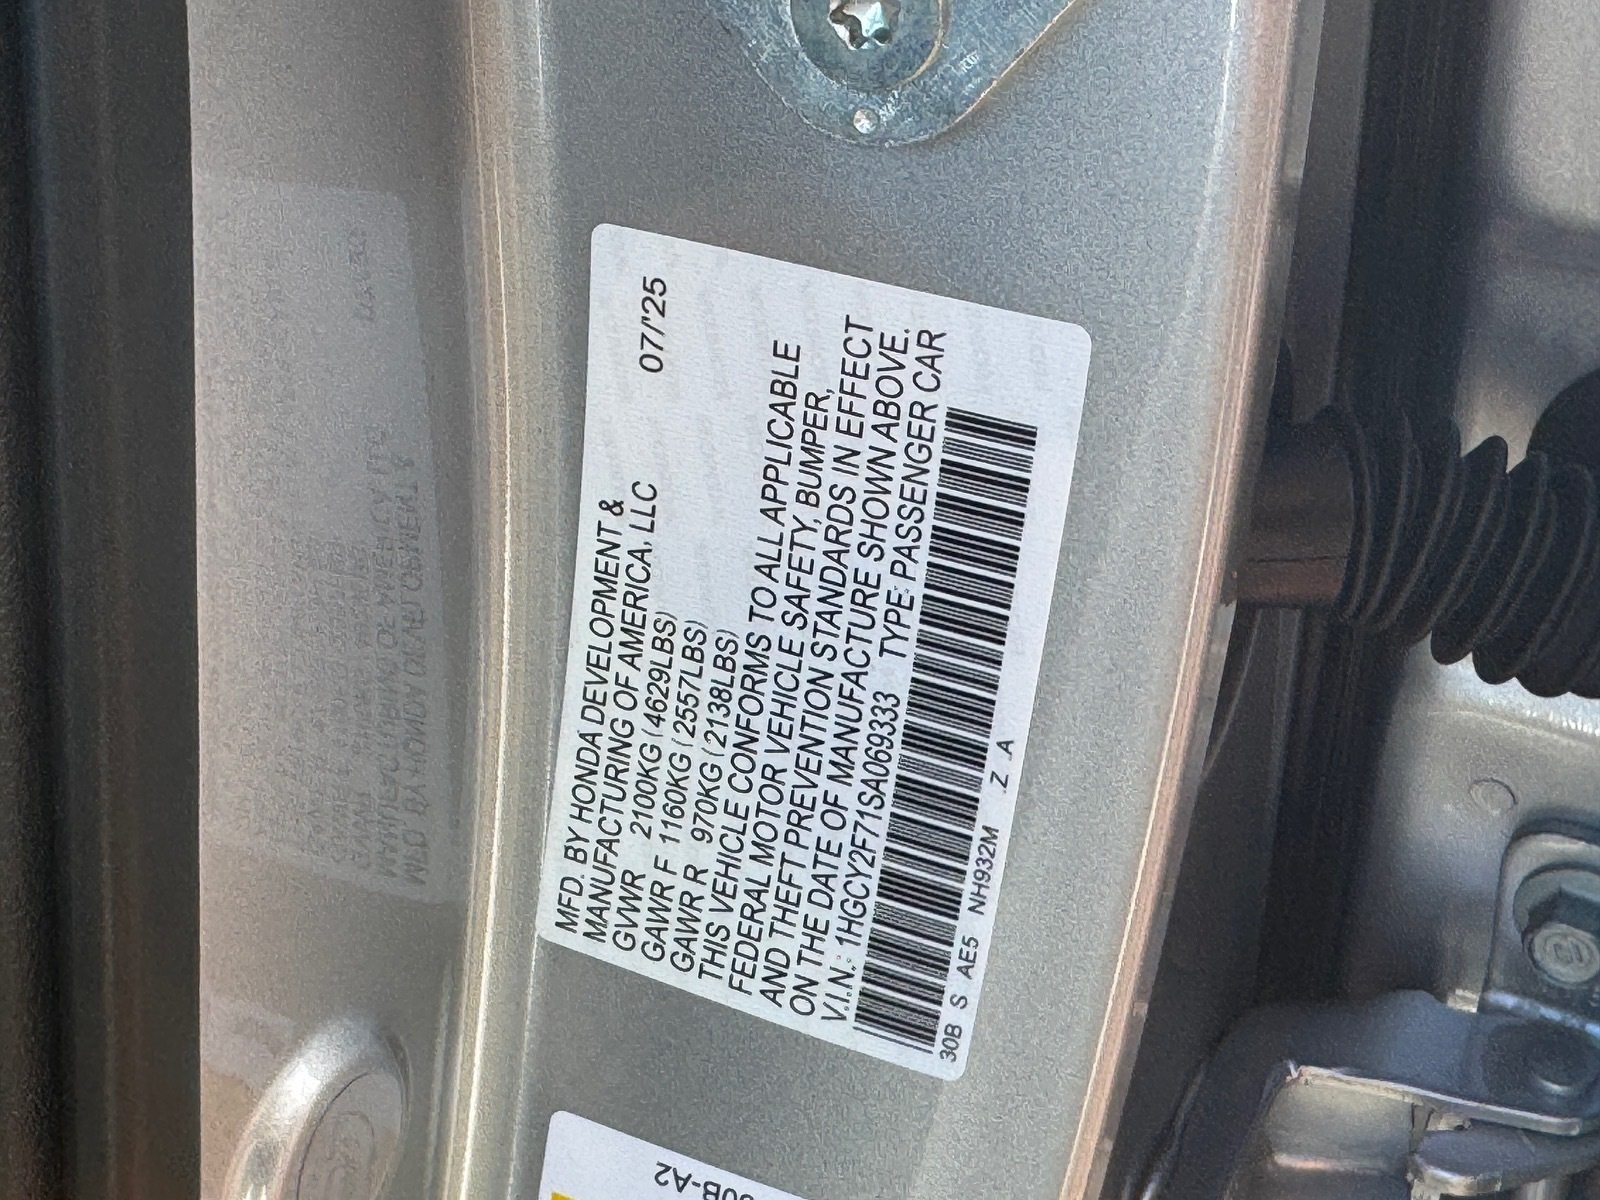 MFD. BY HONDA DEVELOPMENT &
MANUFACTURING OF AMERICA, LLC 07/'25
GVWR 2100KG (4629LBS)
GAWR F 1160KG (2557LBS)
GAWR R 970KG (2138LBS)
THIS VEHICLE CONFORMS TO ALL APPLICABLE
FEDERAL MOTOR VEHICLE SAFETY, BUMPER,
AND THEFT PREVENTION STANDARDS IN EFFECT
ON THE DATE OF MANUFACTURE SHOWN ABOVE.
V.I.N.: 1HGCY2F71SA069333 TYPE: PASSENGER CAR
30B S AE5 NH932M Z A
0B-A2